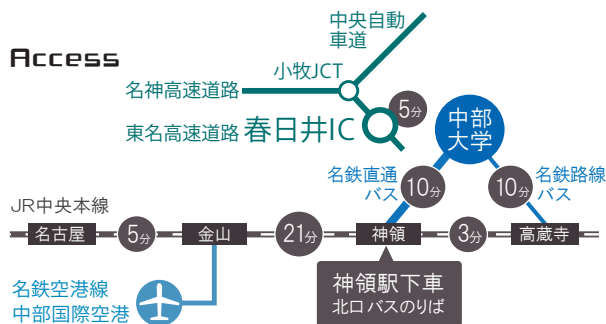 Access
中央自動
車道
小牧JCT
名神高速道路
東名高速道路 春日井IC
5分
中部
大学
名鉄直通
バス
10分
10分
名鉄路線
バス
JR中央本線
名古屋
5分
金山
21分
神領
3分
高蔵寺
神領駅下車
北口 バスのりば
名鉄空港線
中部国際空港